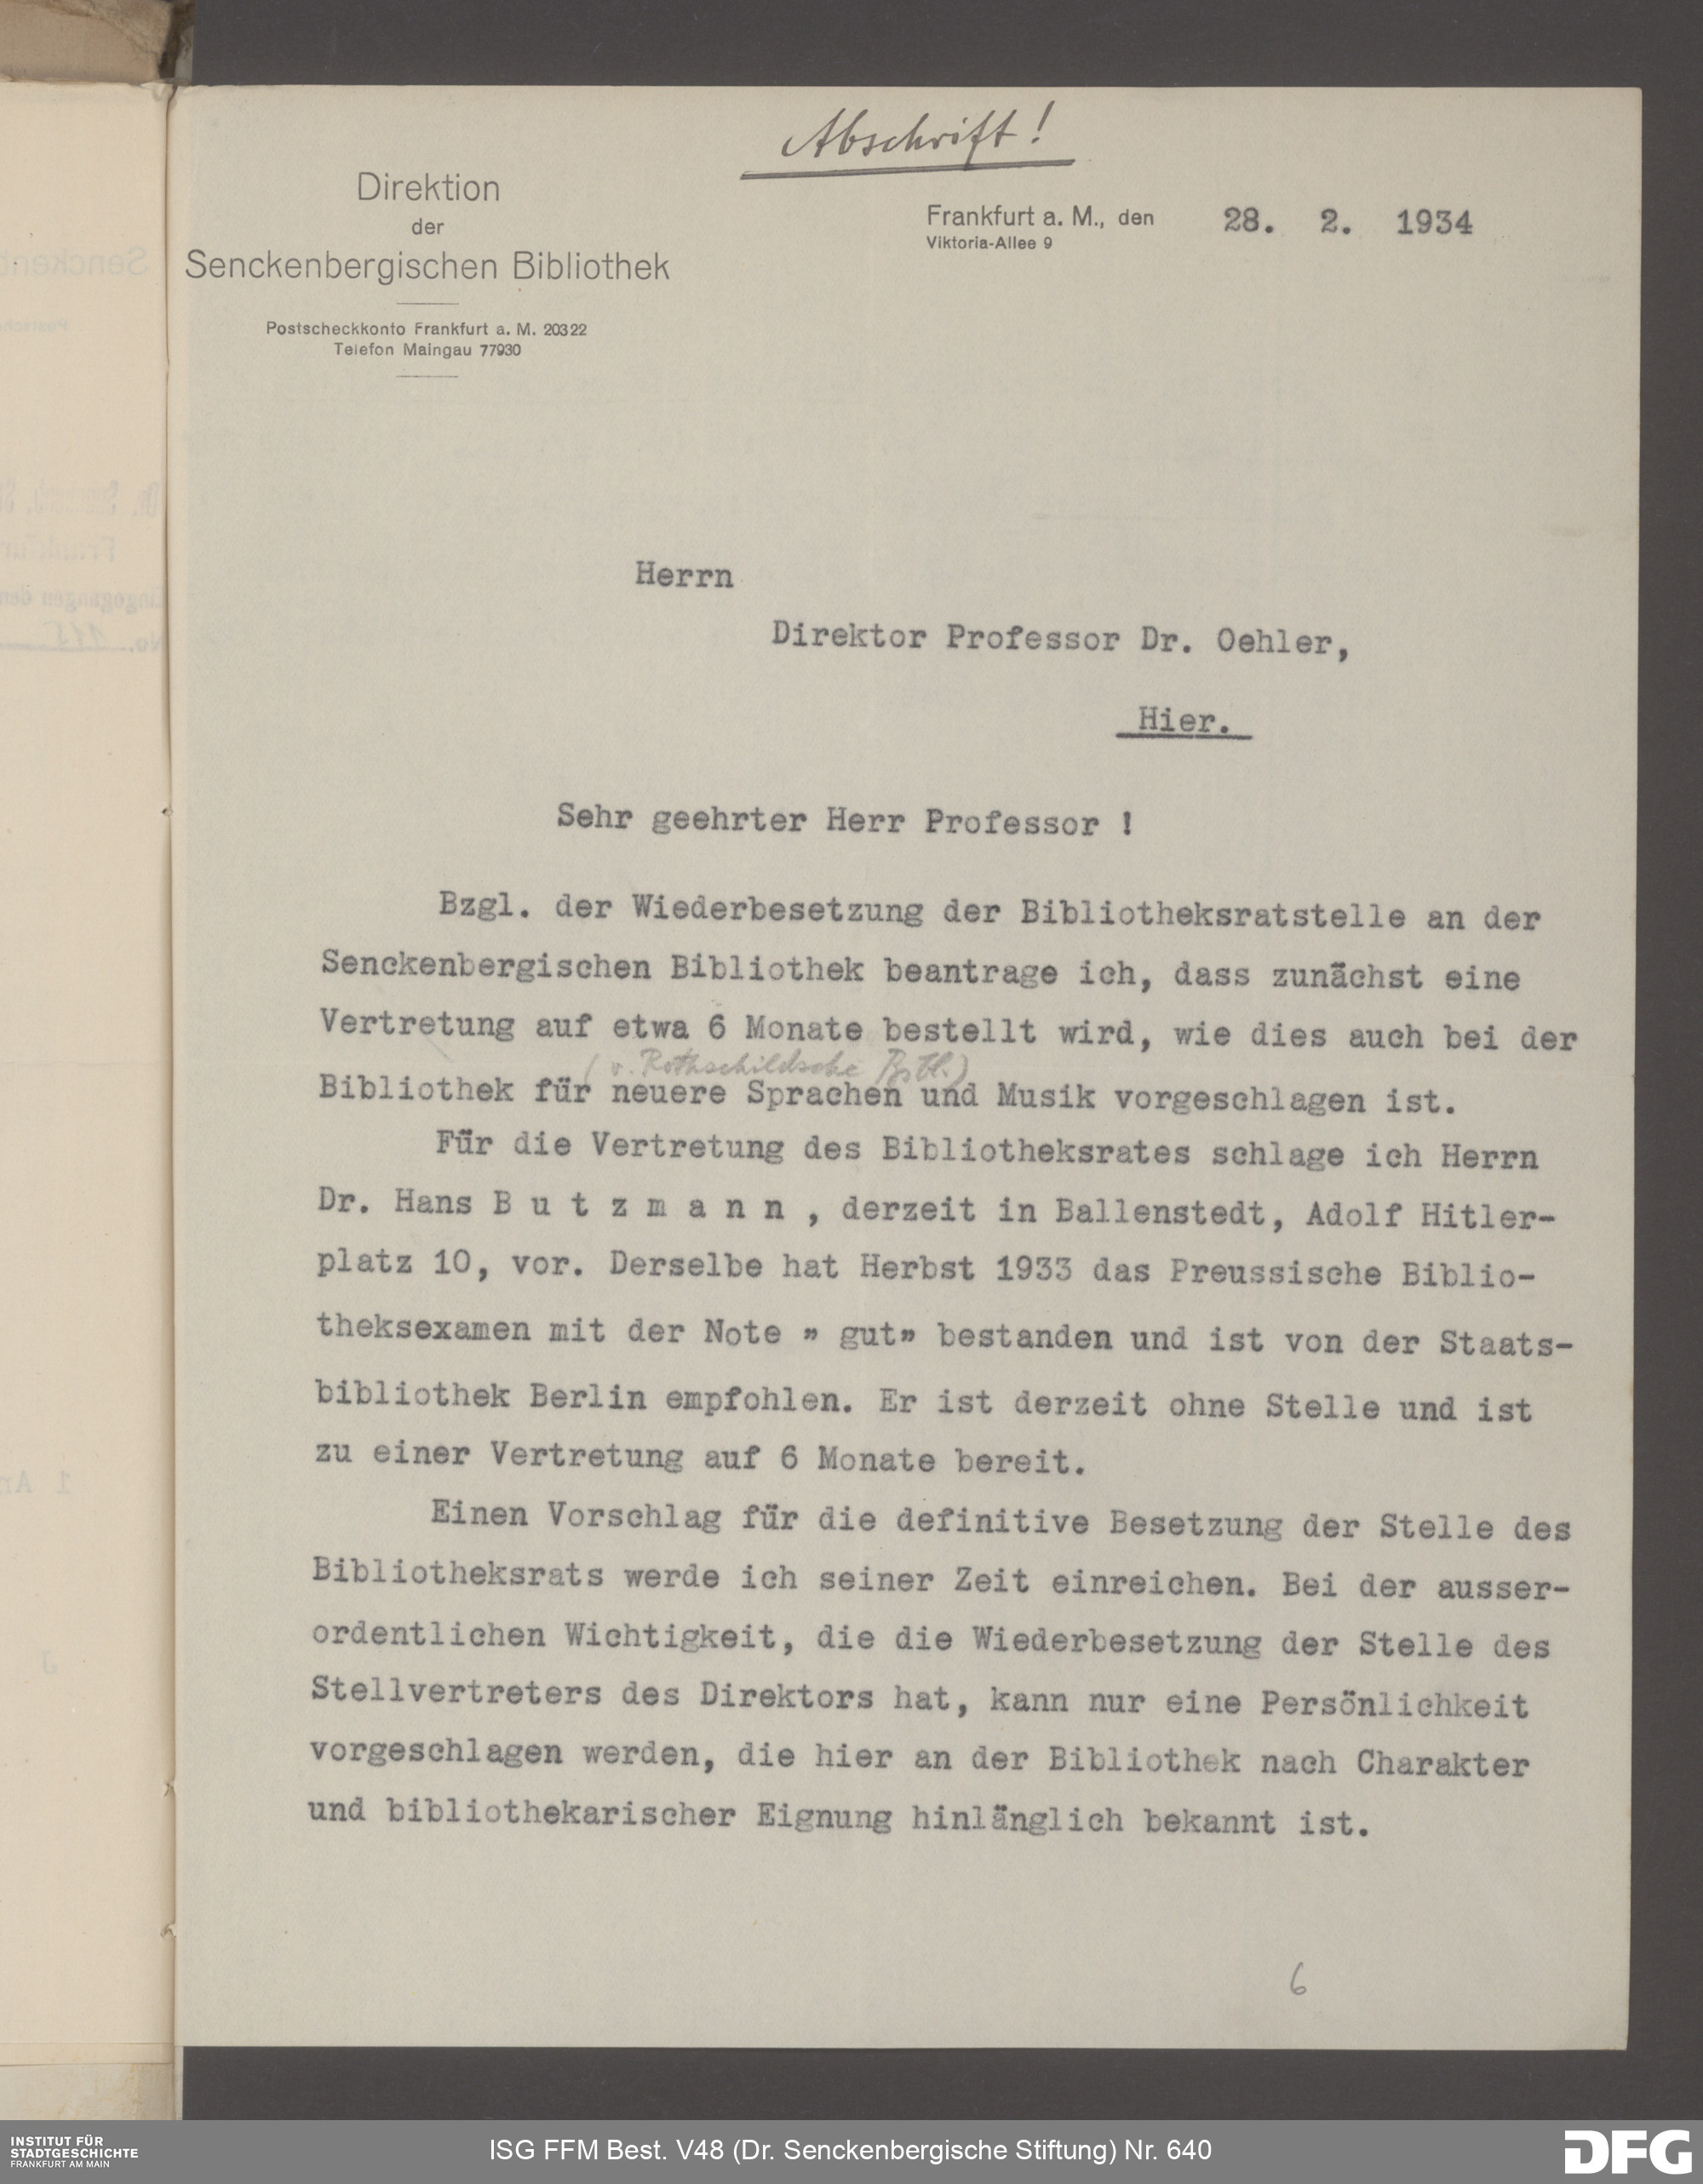 Abschrift!
Direktion
der
Senckenbergischen Bibliothek
Postscheckkonto Frankfurt a. M. 20322
Telefon Maingau 77930
Frankfurt a. M., den 28. 2. 1934
Viktoria-Allee 9
Herrn
Direktor Professor Dr. Oehler,
Hier.
Sehr geehrter Herr Professor !
Bzgl. der Wiederbesetzung der Bibliotheksratstelle an der
Senckenbergischen Bibliothek beantrage ich, dass zunächst eine
Vertretung auf etwa 6 Monate bestellt wird, wie dies auch bei der
( v. Rothschildsche Bibl.)
Bibliothek für neuere Sprachen und Musik vorgeschlagen ist.
Für die Vertretung des Bibliotheksrates schlage ich Herrn
Dr. Hans B u t z m a n n , derzeit in Ballenstedt, Adolf Hitler-
platz 10, vor. Derselbe hat Herbst 1933 das Preussische Biblio-
theksexamen mit der Note " gut" bestanden und ist von der Staats-
bibliothek Berlin empfohlen. Er ist derzeit ohne Stelle und ist
zu einer Vertretung auf 6 Monate bereit.
Einen Vorschlag für die definitive Besetzung der Stelle des
Bibliotheksrats werde ich seiner Zeit einreichen. Bei der ausser-
ordentlichen Wichtigkeit, die die Wiederbesetzung der Stelle des
Stellvertreters des Direktors hat, kann nur eine Persönlichkeit
vorgeschlagen werden, die hier an der Bibliothek nach Charakter
und bibliothekarischer Eignung hinlänglich bekannt ist.
6
INSTITUT FÜR
STADTGESCHICHTE
FRANKFURT AM MAIN
ISG FFM Best. V48 (Dr. Senckenbergische Stiftung) Nr. 640
DFG